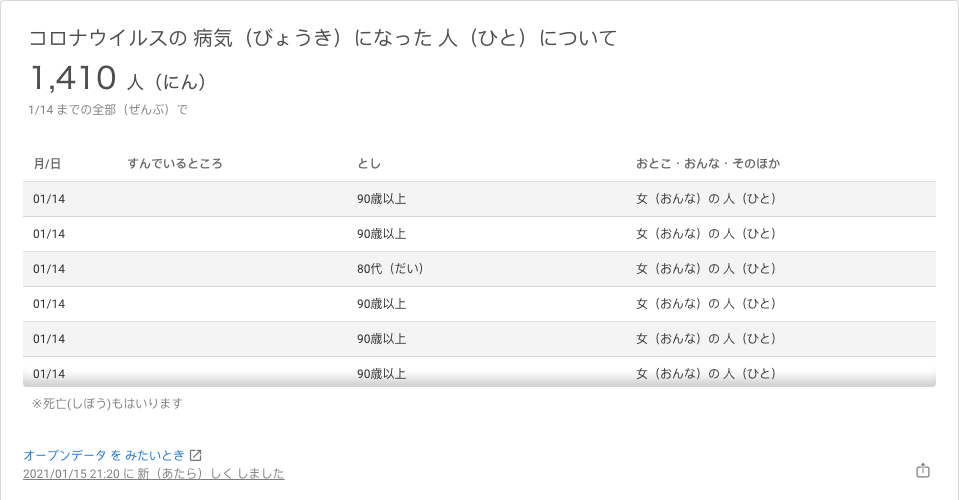 コロナウイルスの 病気（びょうき）になった 人（ひと）について
1,410 人（にん）
1/14 までの全部（ぜんぶ）で
月/日 すんでいるところ とし おとこ・おんな・そのほか
01/14 90歳以上 女（おんな）の 人（ひと）
01/14 90歳以上 女（おんな）の 人（ひと）
01/14 80代（だい） 女（おんな）の 人（ひと）
01/14 90歳以上 女（おんな）の 人（ひと）
01/14 90歳以上 女（おんな）の 人（ひと）
01/14 90歳以上 女（おんな）の 人（ひと）
※死亡(しぼう)もはいります
オープンデータ を みたいとき
2021/01/15 21:20 に 新（あたら）しく しました